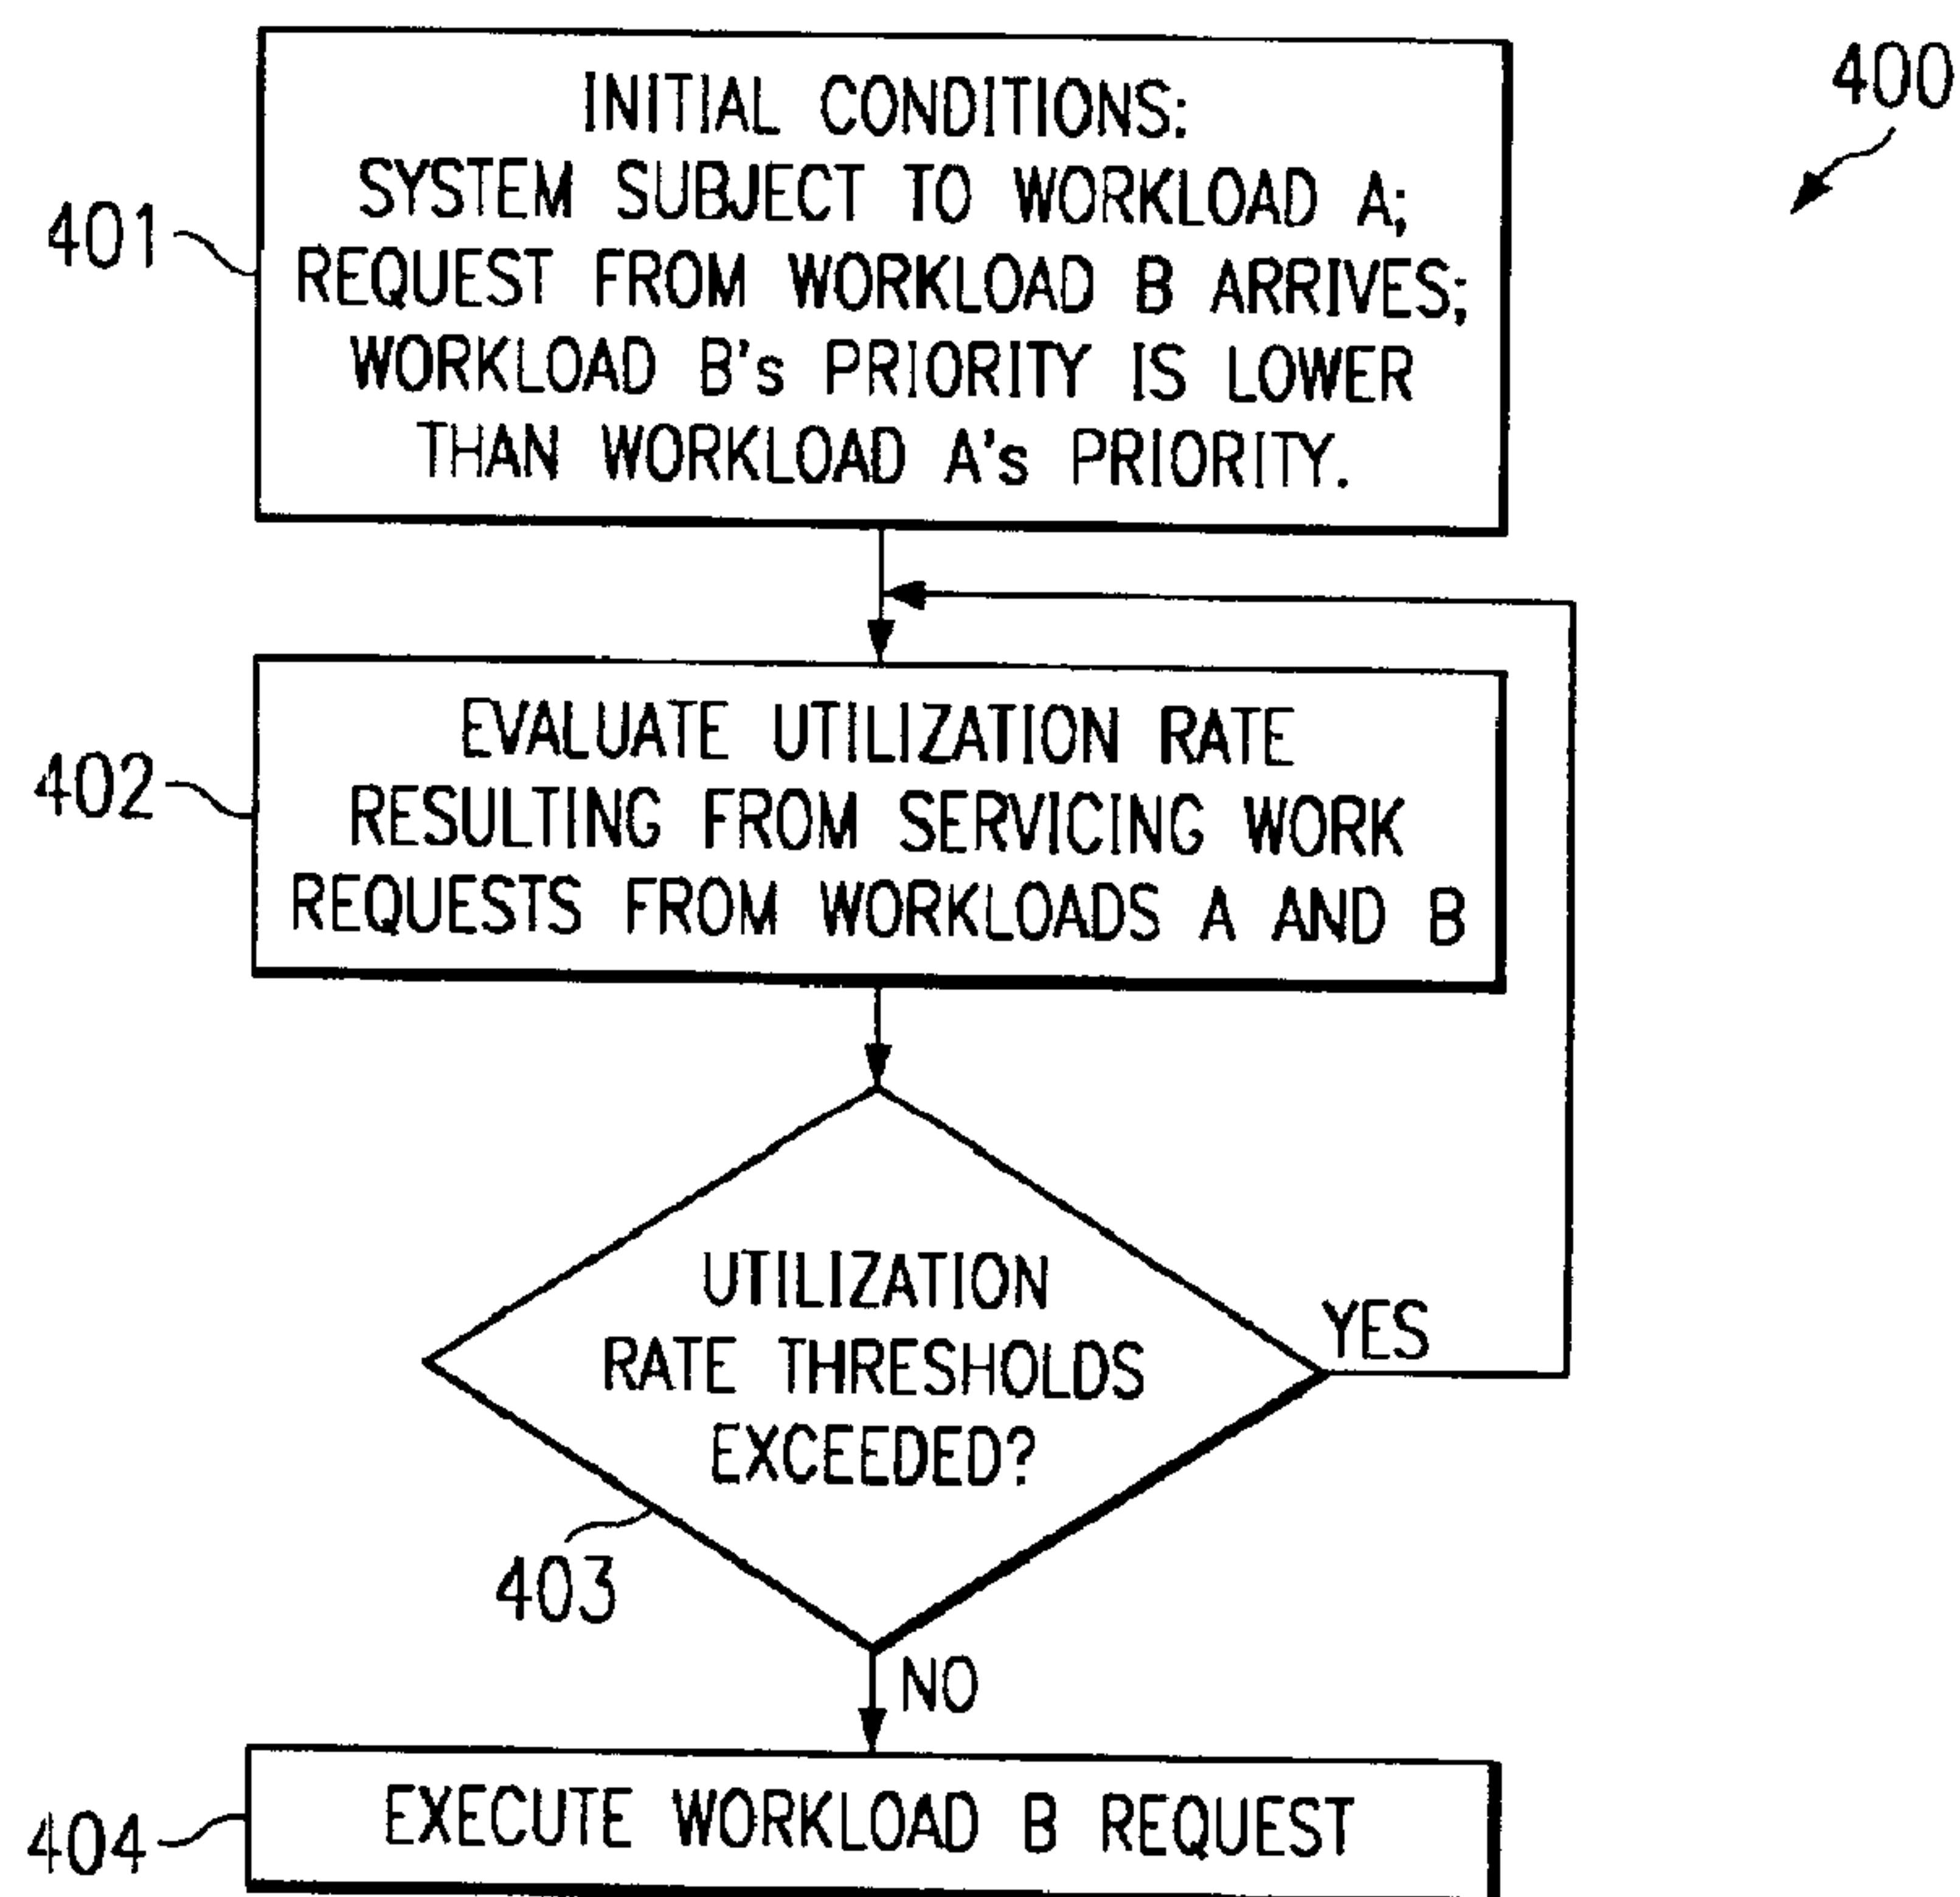 400
401
INITIAL CONDITIONS:
SYSTEM SUBJECT TO WORKLOAD A;
REQUEST FROM WORKLOAD B ARRIVES;
WORKLOAD B's PRIORITY IS LOWER
THAN WORKLOAD A's PRIORITY.
402
EVALUATE UTILIZATION RATE
RESULTING FROM SERVICING WORK
REQUESTS FROM WORKLOADS A AND B
UTILIZATION
RATE THRESHOLDS
EXCEEDED?
YES
403
NO
404
EXECUTE WORKLOAD B REQUEST